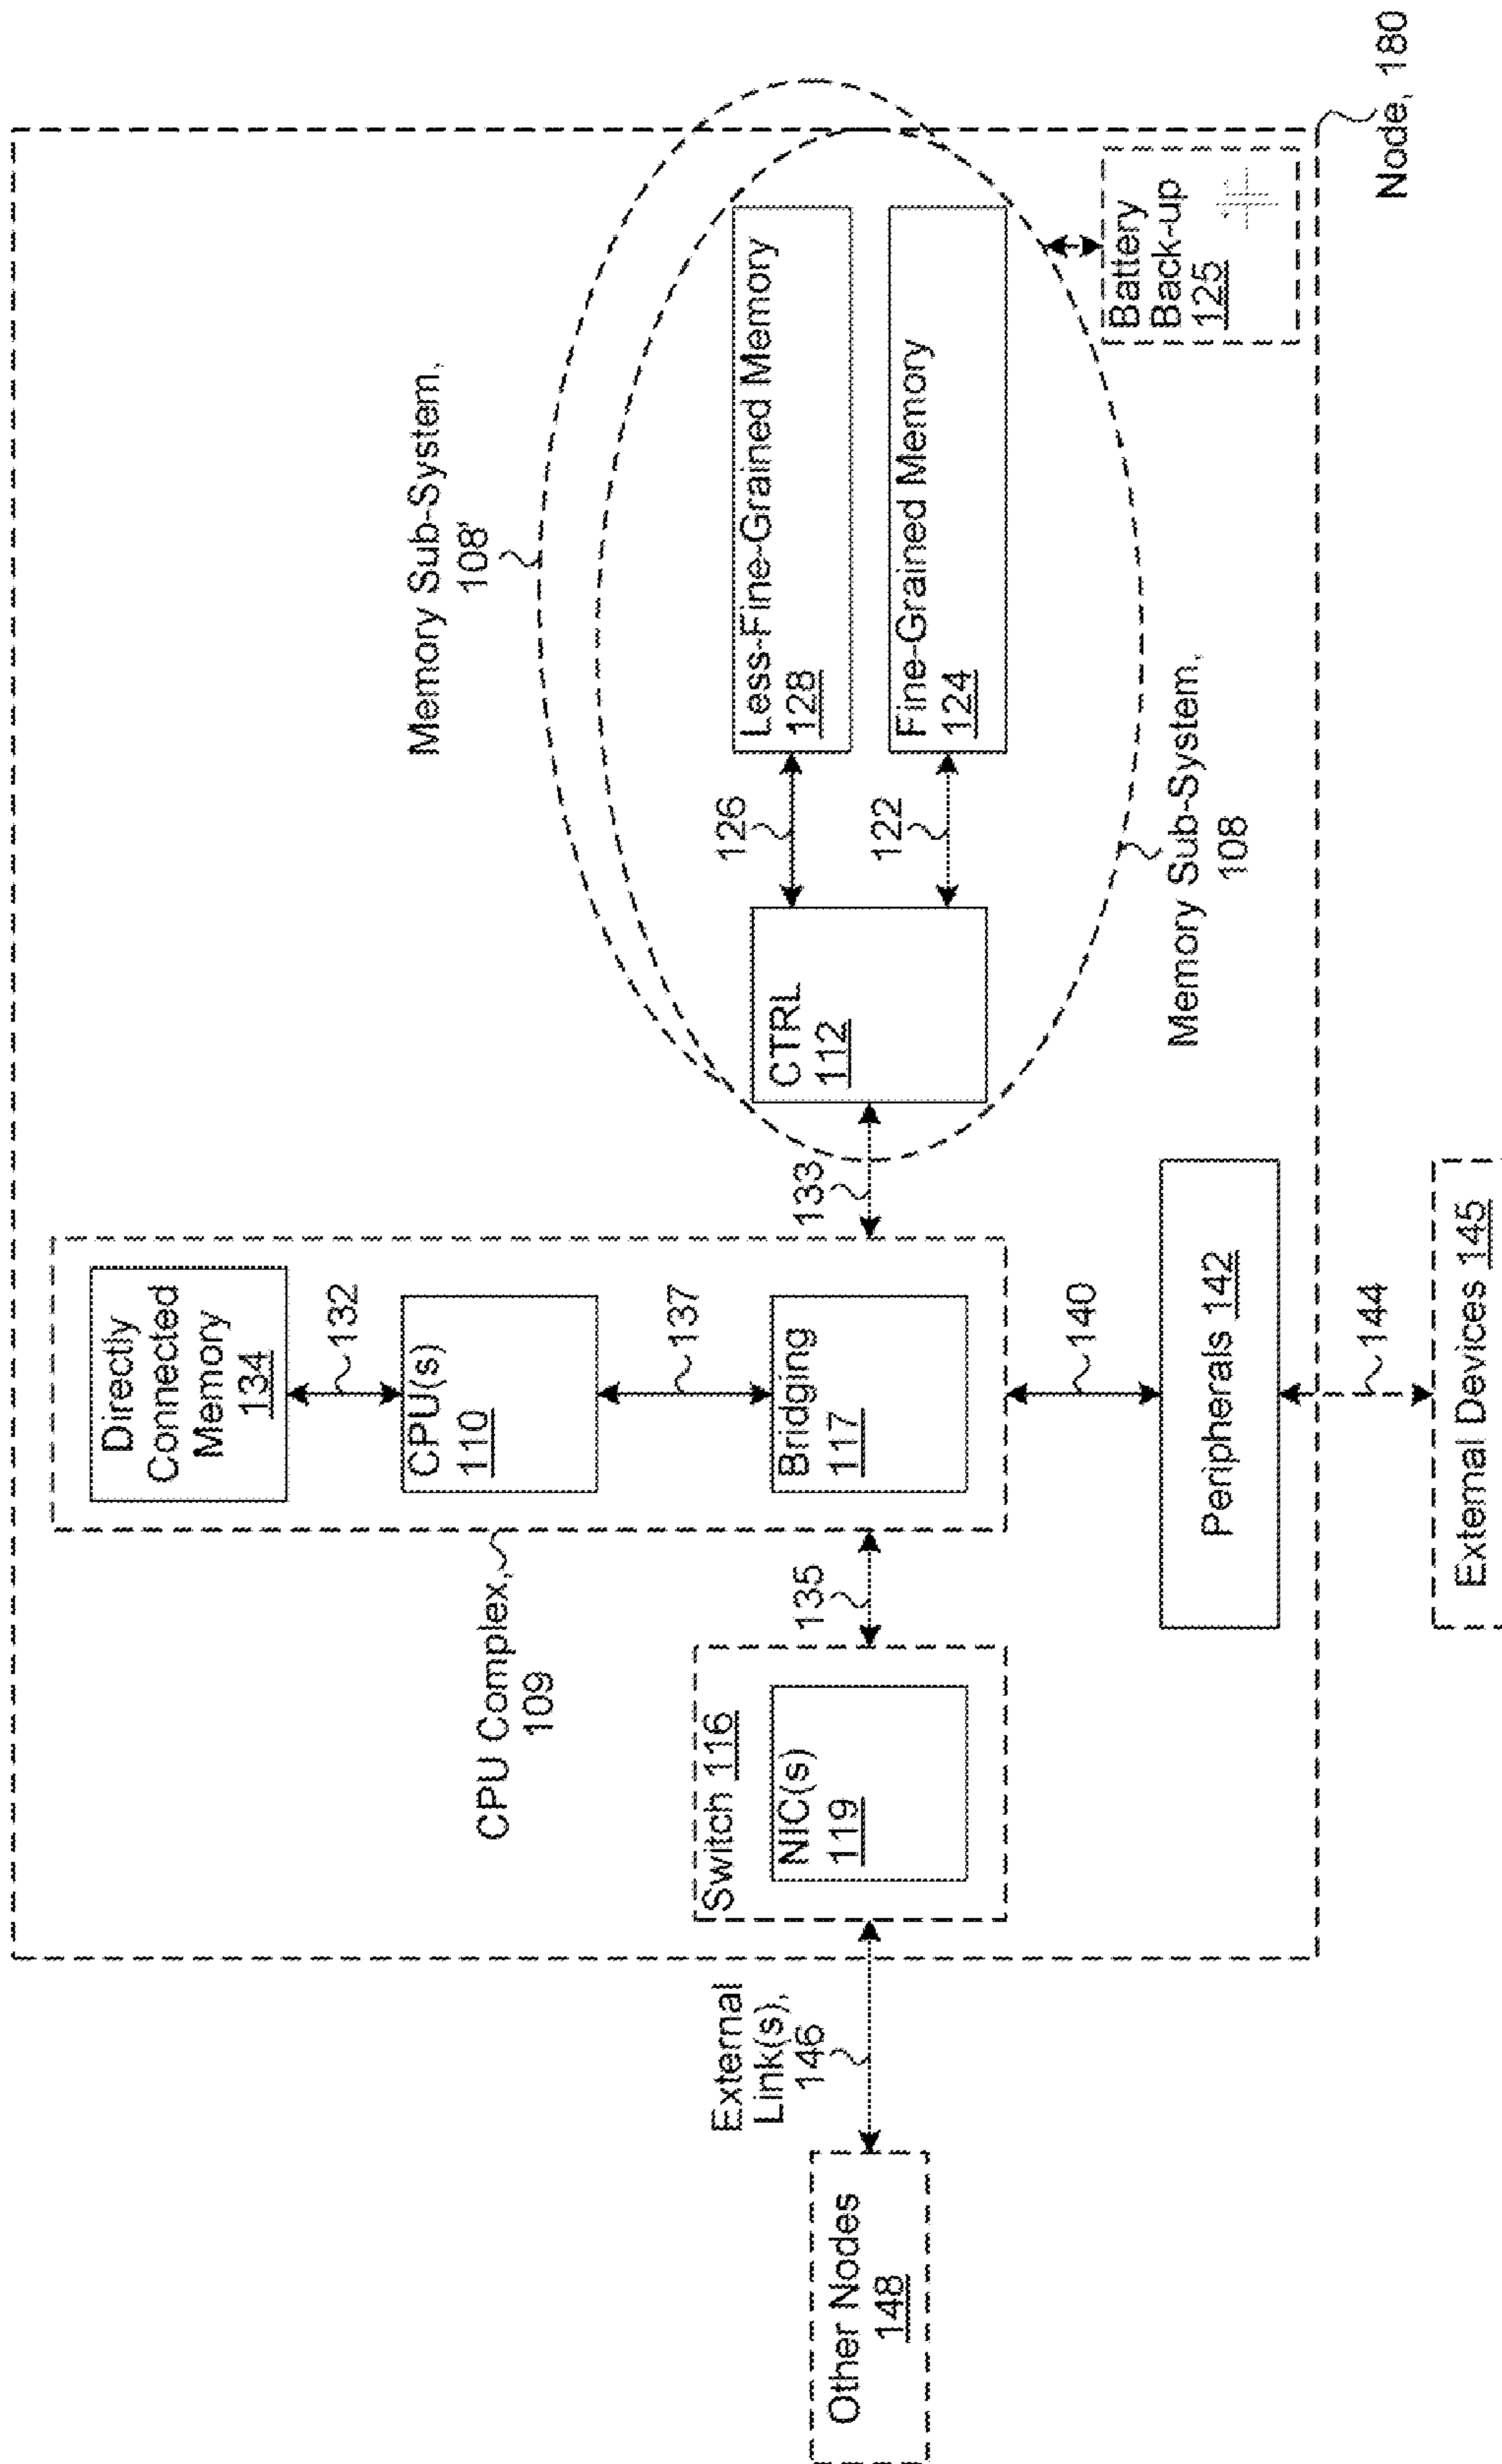 Node, 180
Directly
Connected
Memory
134
132
CPU(s)
110
137
Bridging
117
CPU Complex,
109
Memory Sub-System,
108'
Less-Fine-Grained Memory
128
126
Fine-Grained Memory
124
122
CTRL
112
133
Memory Sub-System,
108
Battery
Back-up
125
Switch 116
NIC(s)
119
135
External
Link(s),
146
Other Nodes
148
140
Peripherals 142
144
External Devices 145